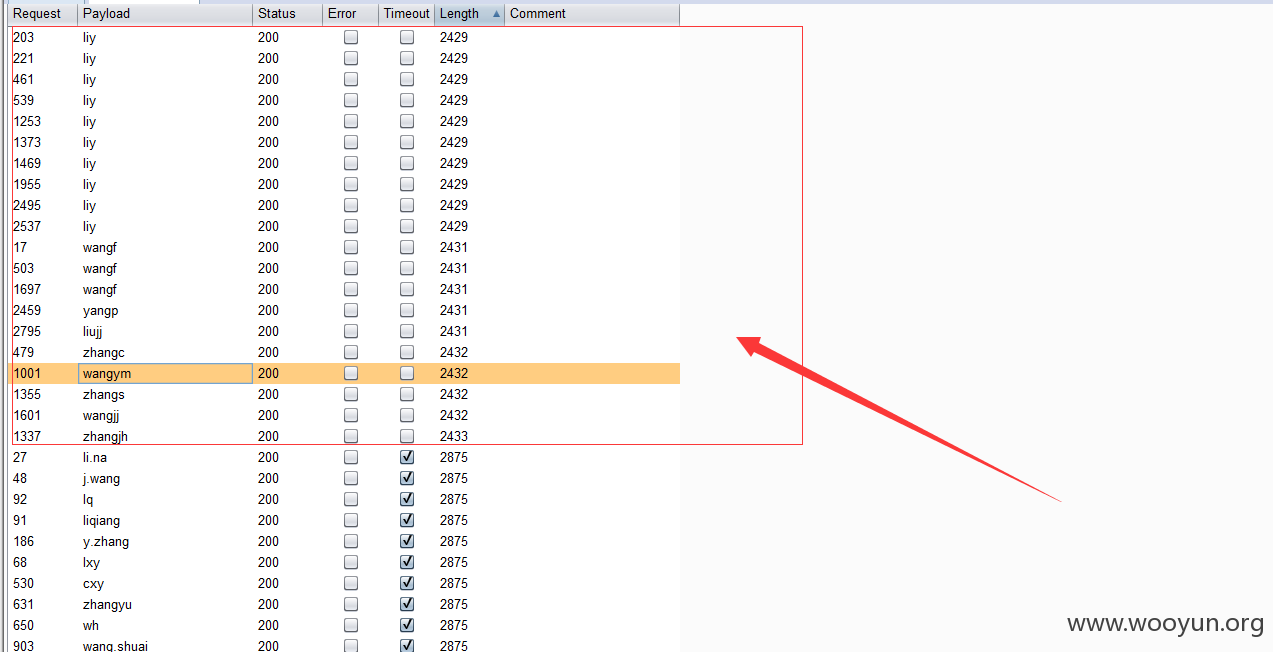 Request Payload Status Error Timeout Length Comment
203 liy 200 2429
221 liy 200 2429
461 liy 200 2429
539 liy 200 2429
1253 liy 200 2429
1373 liy 200 2429
1469 liy 200 2429
1955 liy 200 2429
2495 liy 200 2429
2537 liy 200 2429
17 wangf 200 2431
503 wangf 200 2431
1697 wangf 200 2431
2459 yangp 200 2431
2795 liujj 200 2431
479 zhangc 200 2432
1001 wangym 200 2432
1355 zhangs 200 2432
1601 wangjj 200 2432
1337 zhangjh 200 2433
27 li.na 200 2875
48 j.wang 200 2875
92 lq 200 2875
91 liqiang 200 2875
186 y.zhang 200 2875
68 lxy 200 2875
530 cxy 200 2875
631 zhangyu 200 2875
650 wh 200 2875
903 wang.shuai 200 2875
www.wooyun.org